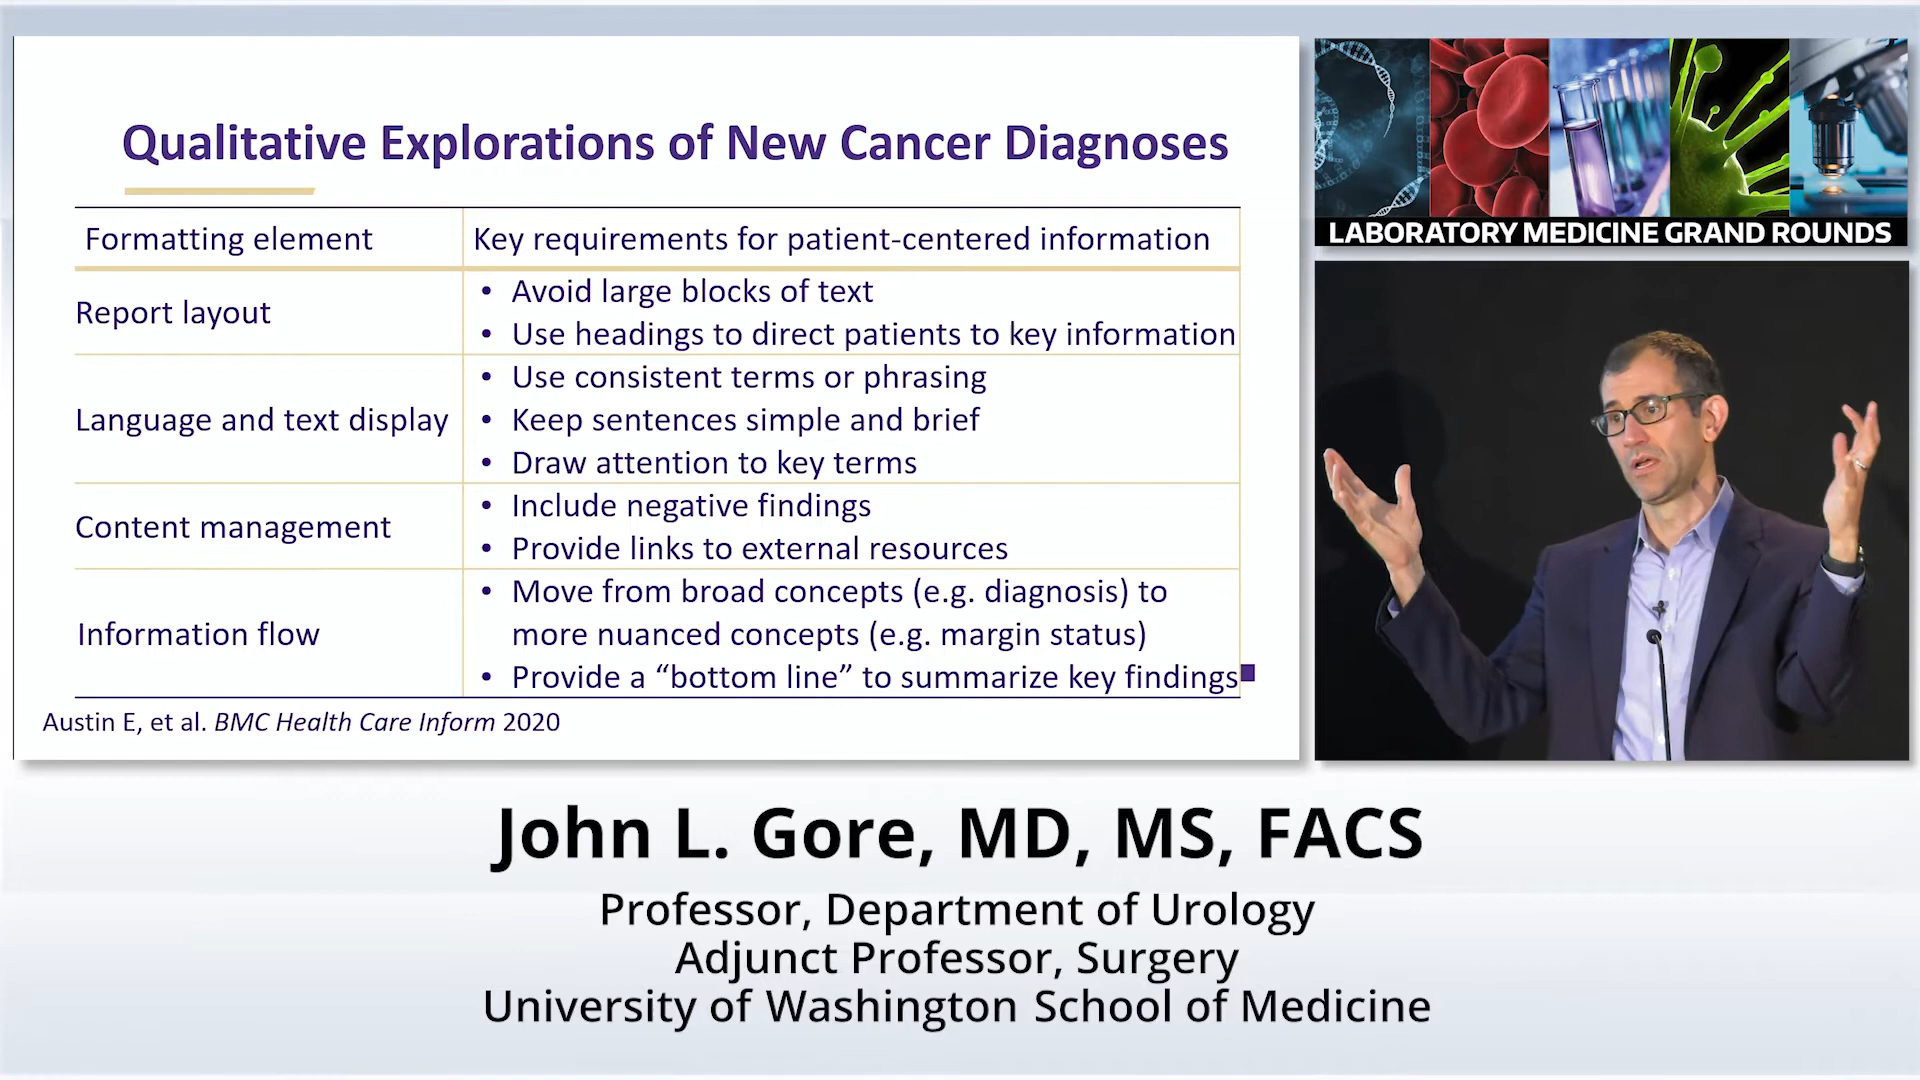 Qualitative Explorations of New Cancer Diagnoses
Formatting element
Key requirements for patient-centered information
Report layout
• Avoid large blocks of text
• Use headings to direct patients to key information
Language and text display
• Use consistent terms or phrasing
• Keep sentences simple and brief
• Draw attention to key terms
Content management
• Include negative findings
• Provide links to external resources
Information flow
• Move from broad concepts (e.g. diagnosis) to
more nuanced concepts (e.g. margin status)
• Provide a “bottom line” to summarize key findings
Austin E, et al. BMC Health Care Inform 2020
LABORATORY MEDICINE GRAND ROUNDS
John L. Gore, MD, MS, FACS
Professor, Department of Urology
Adjunct Professor, Surgery
University of Washington School of Medicine